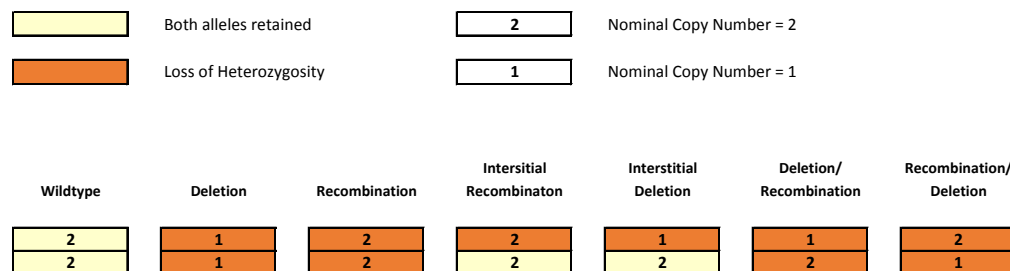 Both alleles retained 2 Nominal Copy Number = 2
Loss of Heterozygosity 1 Nominal Copy Number = 1
Intersitial Interstitial Deletion/ Recombination/
Wildtype Deletion Recombination Recombinaton Deletion Recombination Deletion
2 1 2 2 1 1 2
2 1 2 2 2 2 1